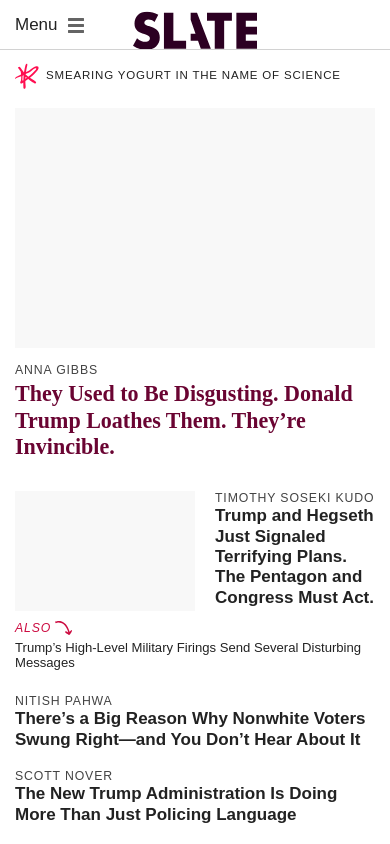 Menu
SLATE
SMEARING YOGURT IN THE NAME OF SCIENCE
ANNA GIBBS
They Used to Be Disgusting. Donald
Trump Loathes Them. They’re
Invincible.
TIMOTHY SOSEKI KUDO
Trump and Hegseth
Just Signaled
Terrifying Plans.
The Pentagon and
Congress Must Act.
ALSO
Trump’s High-Level Military Firings Send Several Disturbing
Messages
NITISH PAHWA
There’s a Big Reason Why Nonwhite Voters
Swung Right—and You Don’t Hear About It
SCOTT NOVER
The New Trump Administration Is Doing
More Than Just Policing Language